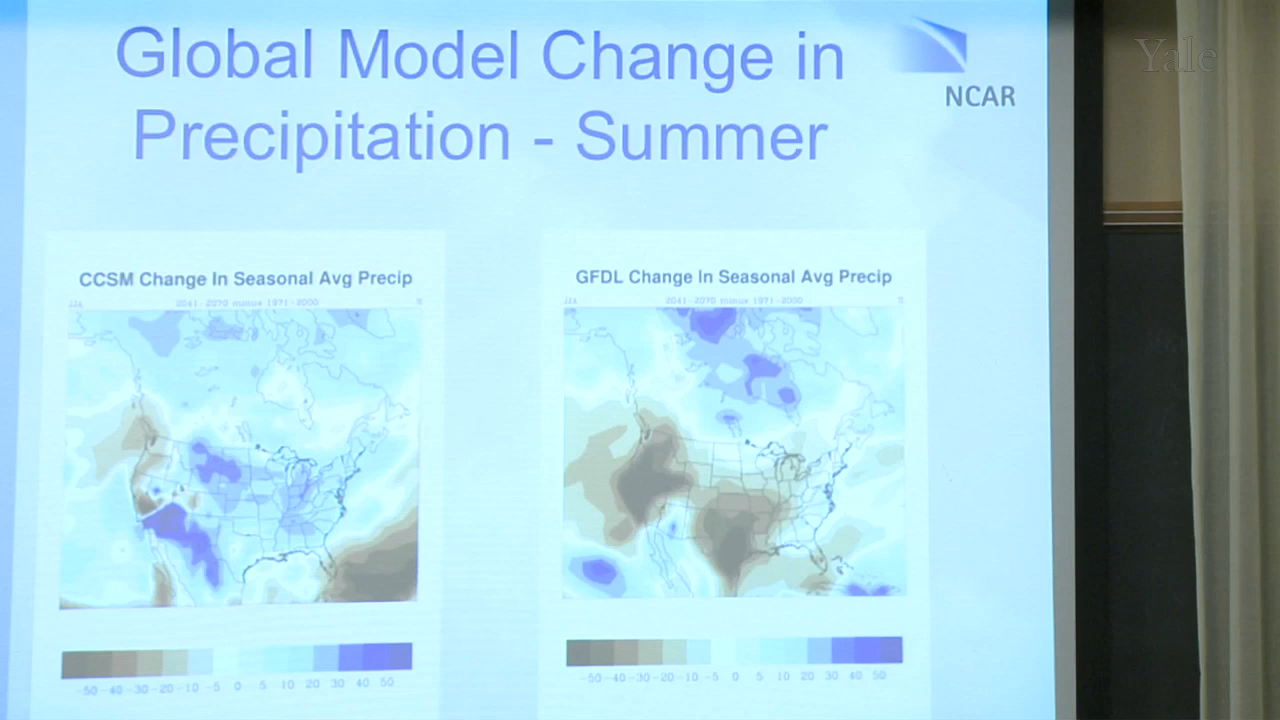 Global Model Change in
Precipitation - Summer
NCAR
Yale
CCSM Change In Seasonal Avg Precip
JJA 2041-2070 minus 1971-2000 %
-50 -40 -30 -20 -10 -5 0 5 10 20 30 40 50
GFDL Change In Seasonal Avg Precip
JJA 2041-2070 minus 1971-2000 %
-50 -40 -30 -20 -10 -5 0 5 10 20 30 40 50